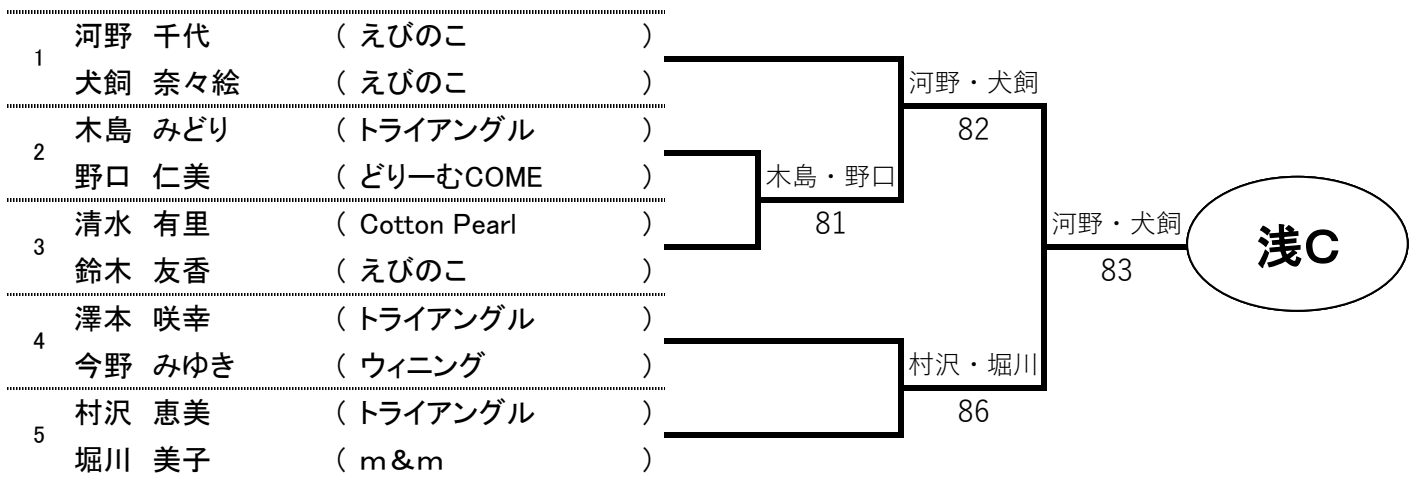 1
河野 千代 ( えびのこ )
犬飼 奈々絵 ( えびのこ )
2
木島 みどり ( トライアングル )
野口 仁美 ( どりーむCOME )
3
清水 有里 ( Cotton Pearl )
鈴木 友香 ( えびのこ )
4
澤本 咲幸 ( トライアングル )
今野 みゆき ( ウィニング )
5
村沢 恵美 ( トライアングル )
堀川 美子 ( m&m )
木島・野口
81
河野・犬飼
82
村沢・堀川
86
河野・犬飼
83
浅C